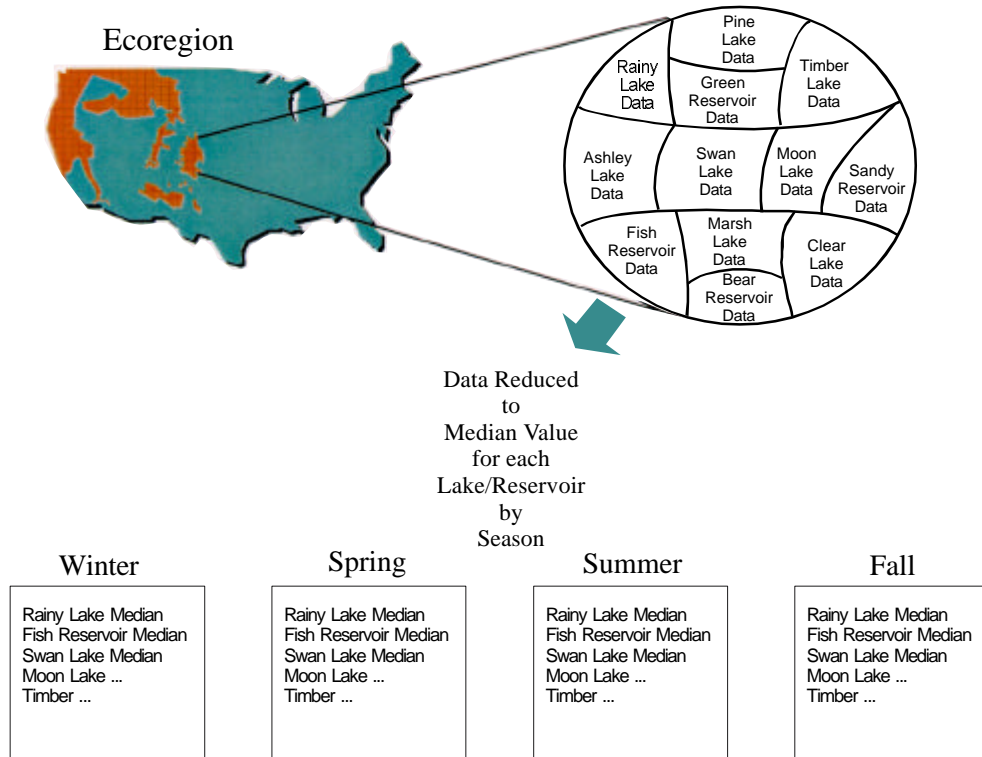 Ecoregion
Pine
Lake
Data
Rainy
Lake
Data
Green
Reservoir
Data
Timber
Lake
Data
Ashley
Lake
Data
Swan
Lake
Data
Moon
Lake
Data
Sandy
Reservoir
Data
Fish
Reservoir
Data
Marsh
Lake
Data
Clear
Lake
Data
Bear
Reservoir
Data
Data Reduced
to
Median Value
for each
Lake/Reservoir
by
Season
Winter
Rainy Lake Median
Fish Reservoir Median
Swan Lake Median
Moon Lake ...
Timber ...
Spring
Rainy Lake Median
Fish Reservoir Median
Swan Lake Median
Moon Lake ...
Timber ...
Summer
Rainy Lake Median
Fish Reservoir Median
Swan Lake Median
Moon Lake ...
Timber ...
Fall
Rainy Lake Median
Fish Reservoir Median
Swan Lake Median
Moon Lake ...
Timber ...